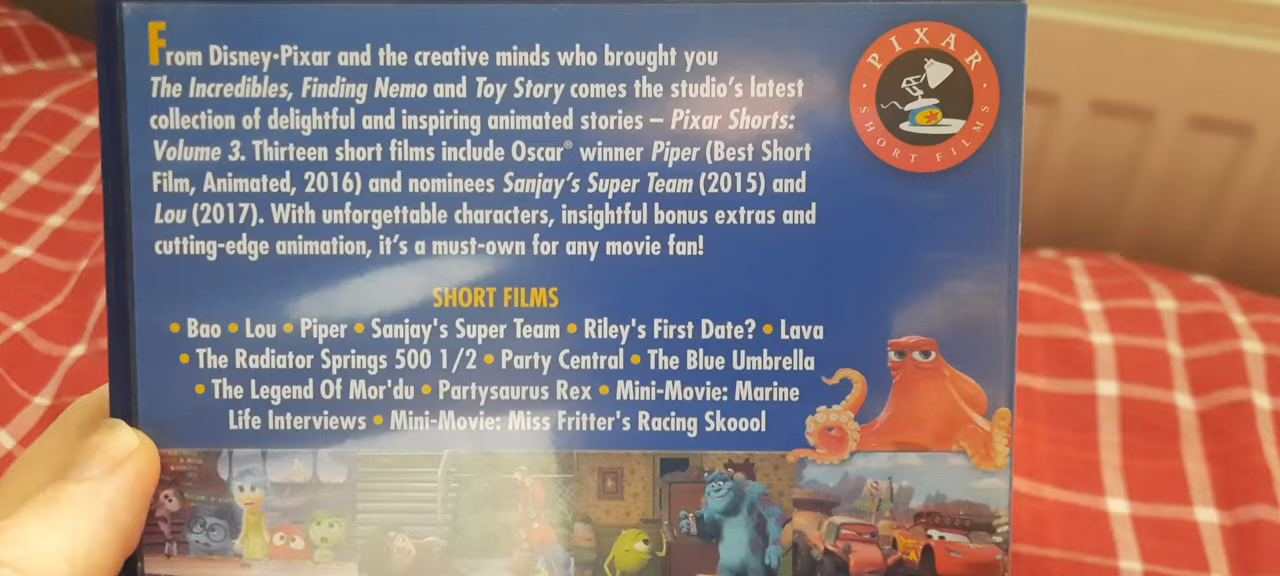 From Disney·Pixar and the creative minds who brought you
The Incredibles, Finding Nemo and Toy Story comes the studio's latest
collection of delightful and inspiring animated stories – Pixar Shorts:
Volume 3. Thirteen short films include Oscar® winner Piper (Best Short
Film, Animated, 2016) and nominees Sanjay's Super Team (2015) and
Lou (2017). With unforgettable characters, insightful bonus extras and
cutting-edge animation, it's a must-own for any movie fan!
PIXAR
SHORT FILMS
SHORT FILMS
• Bao • Lou • Piper • Sanjay's Super Team • Riley's First Date? • Lava
• The Radiator Springs 500 1/2 • Party Central • The Blue Umbrella
• The Legend Of Mor'du • Partysaurus Rex • Mini-Movie: Marine
Life Interviews • Mini-Movie: Miss Fritter's Racing Skoool